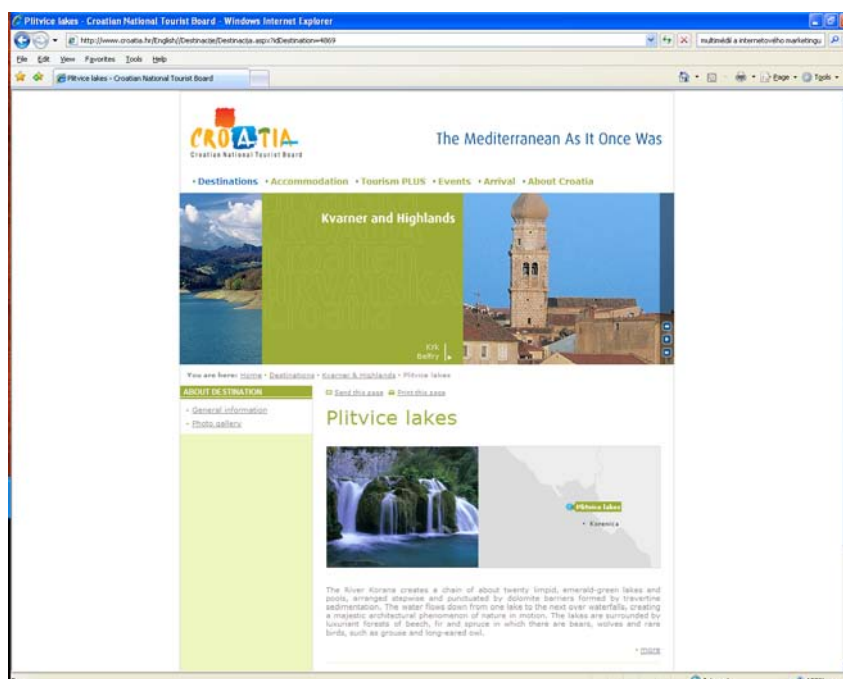 Plitvice lakes - Croatian National Tourist Board - Windows Internet Explorer
http://www.croatia.hr/English/Destinacije/Destinacija.aspx?idDestination=4869
multimédií a internetového marketingu
File Edit View Favorites Tools Help
Plitvice lakes - Croatian National Tourist Board
Page Tools
CROATIA
Croatian National Tourist Board
The Mediterranean As It Once Was
Destinations Accommodation Tourism PLUS Events Arrival About Croatia
Kvarner and Highlands
Krk
Belfry
You are here: Home Destinations Kvarner & Highlands Plitvice lakes
ABOUT DESTINATION
General information
Photo gallery
Send this page Print this page
Plitvice lakes
Plitvice lakes
Korenica
The River Korana creates a chain of about twenty limpid, emerald-green lakes and
pools, arranged stepwise and punctuated by dolomite barriers formed by travertine
sedimentation. The water flows down from one lake to the next over waterfalls, creating
a majestic architectural phenomenon of nature in motion. The lakes are surrounded by
luxuriant forests of beech, fir and spruce in which there are bears, wolves and rare
birds, such as grouse and long-eared owl.
more